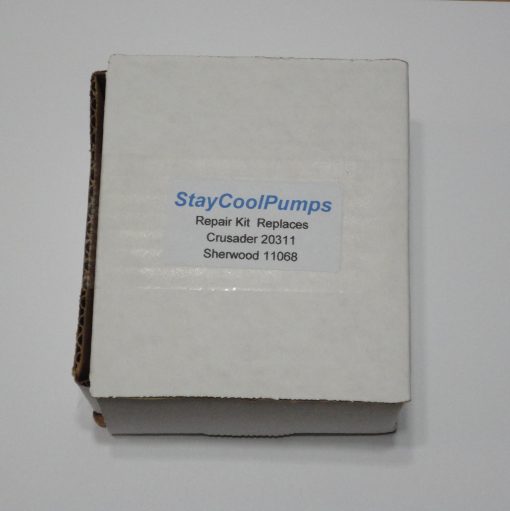 StayCoolPumps
Repair Kit Replaces
Crusader 20311
Sherwood 11068